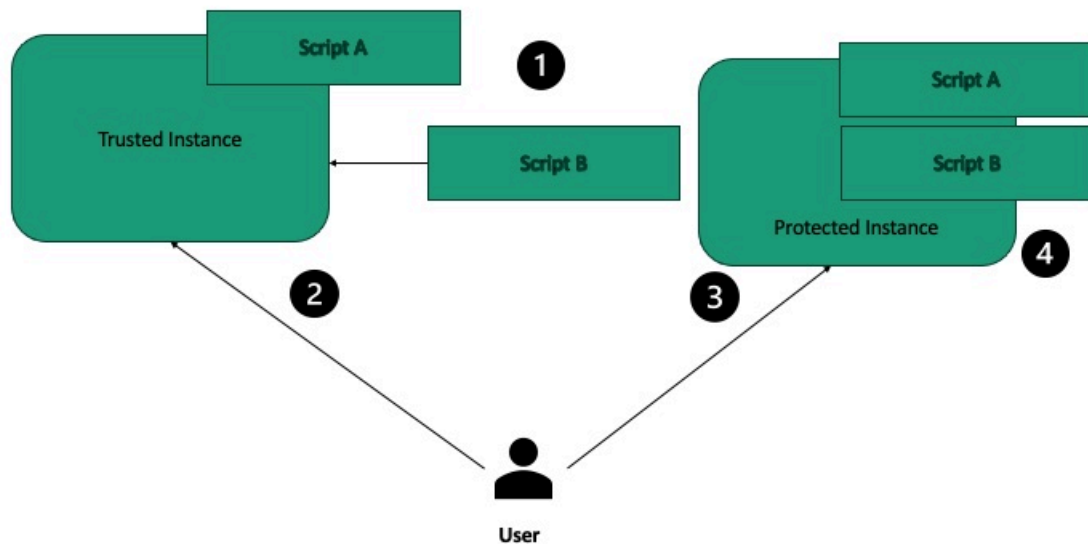 Script A
1
Script A
Trusted Instance
Script B
Script B
Protected Instance
4
2
3
User